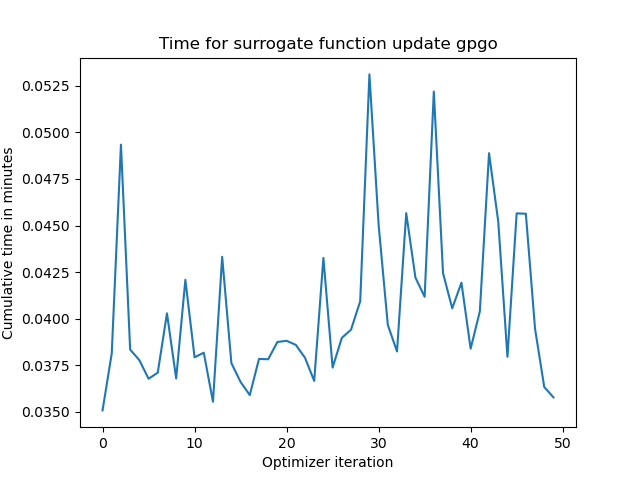 Time for surrogate function update gpgo
Cumulative time in minutes
0.0525
0.0500
0.0475
0.0450
0.0425
0.0400
0.0375
0.0350
0 10 20 30 40 50
Optimizer iteration